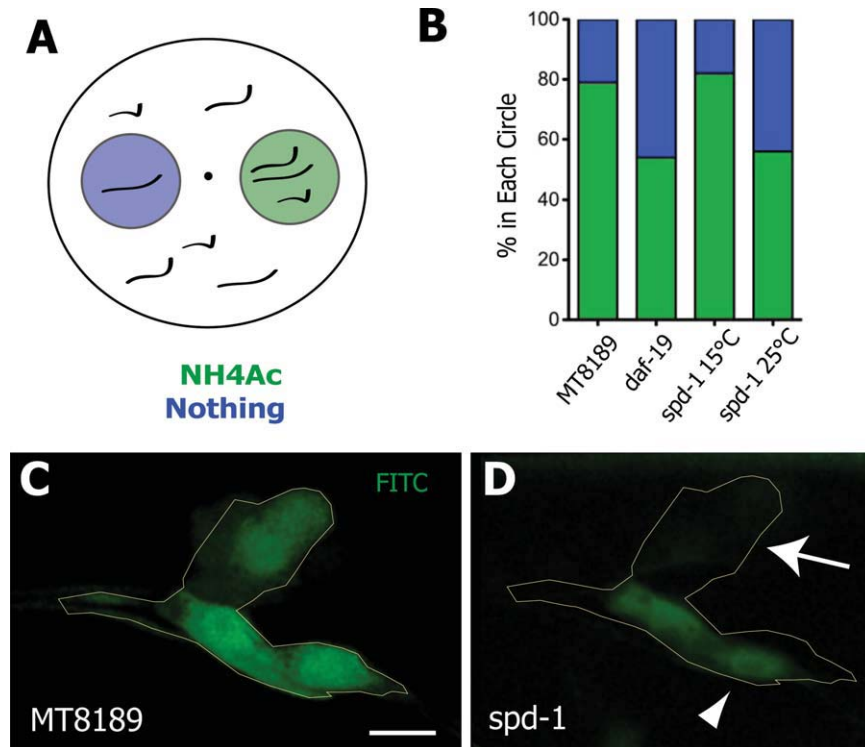 A
NH4Ac
Nothing
B
% in Each Circle
100
80
60
40
20
0
MT8189
daf-19
spd-1 15°C
spd-1 25°C
C
FITC
MT8189
D
spd-1